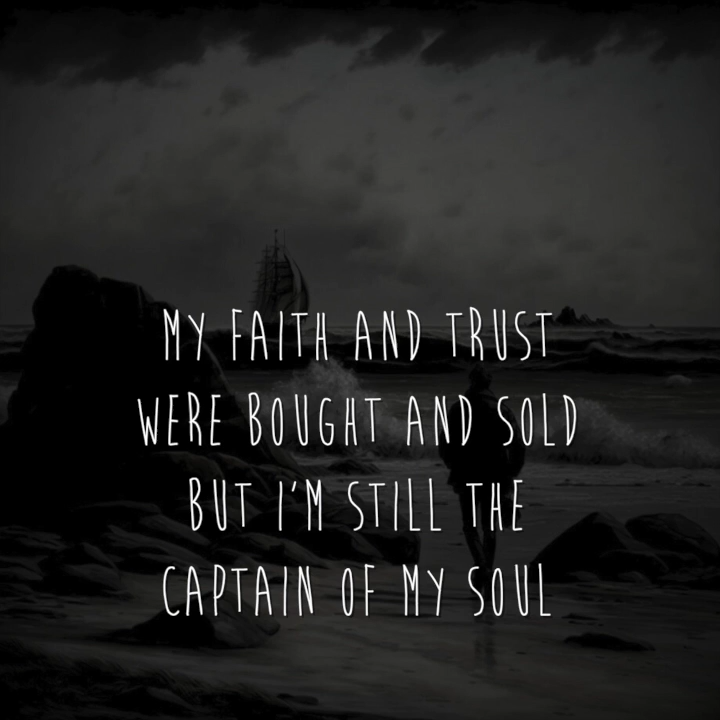 MY FAITH AND TRUST
WERE BOUGHT AND SOLD
BUT I'M STILL THE
CAPTAIN OF MY SOUL